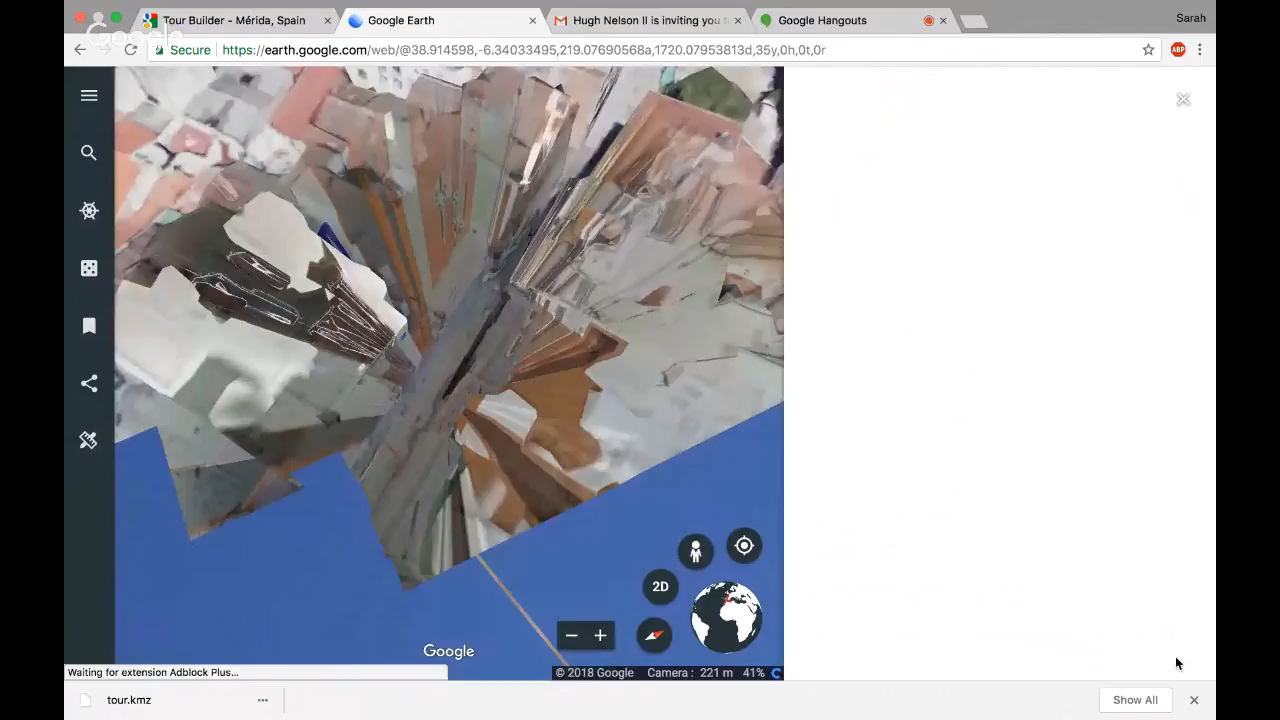 Tour Builder - Mérida, Spain
Google Earth
Hugh Nelson II is inviting you t
Google Hangouts
Sarah
Google
Secure
https://earth.google.com/web/@38.914598,-6.34033495,219.07690568a,1720.07953813d,35y,0h,0t,0r
ABP
2D
Google
Waiting for extension Adblock Plus...
© 2018 Google
Camera : 221 m
41%
tour.kmz
Show All